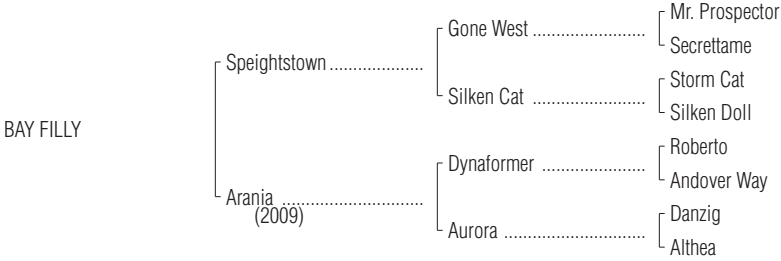 Mr. Prospector
Gone West ........................
Secrettame
Speightstown ....................
Storm Cat
Silken Cat ........................
Silken Doll
BAY FILLY
Roberto
Dynaformer ......................
Andover Way
Arania ..............................
(2009)
Danzig
Aurora ..............................
Althea